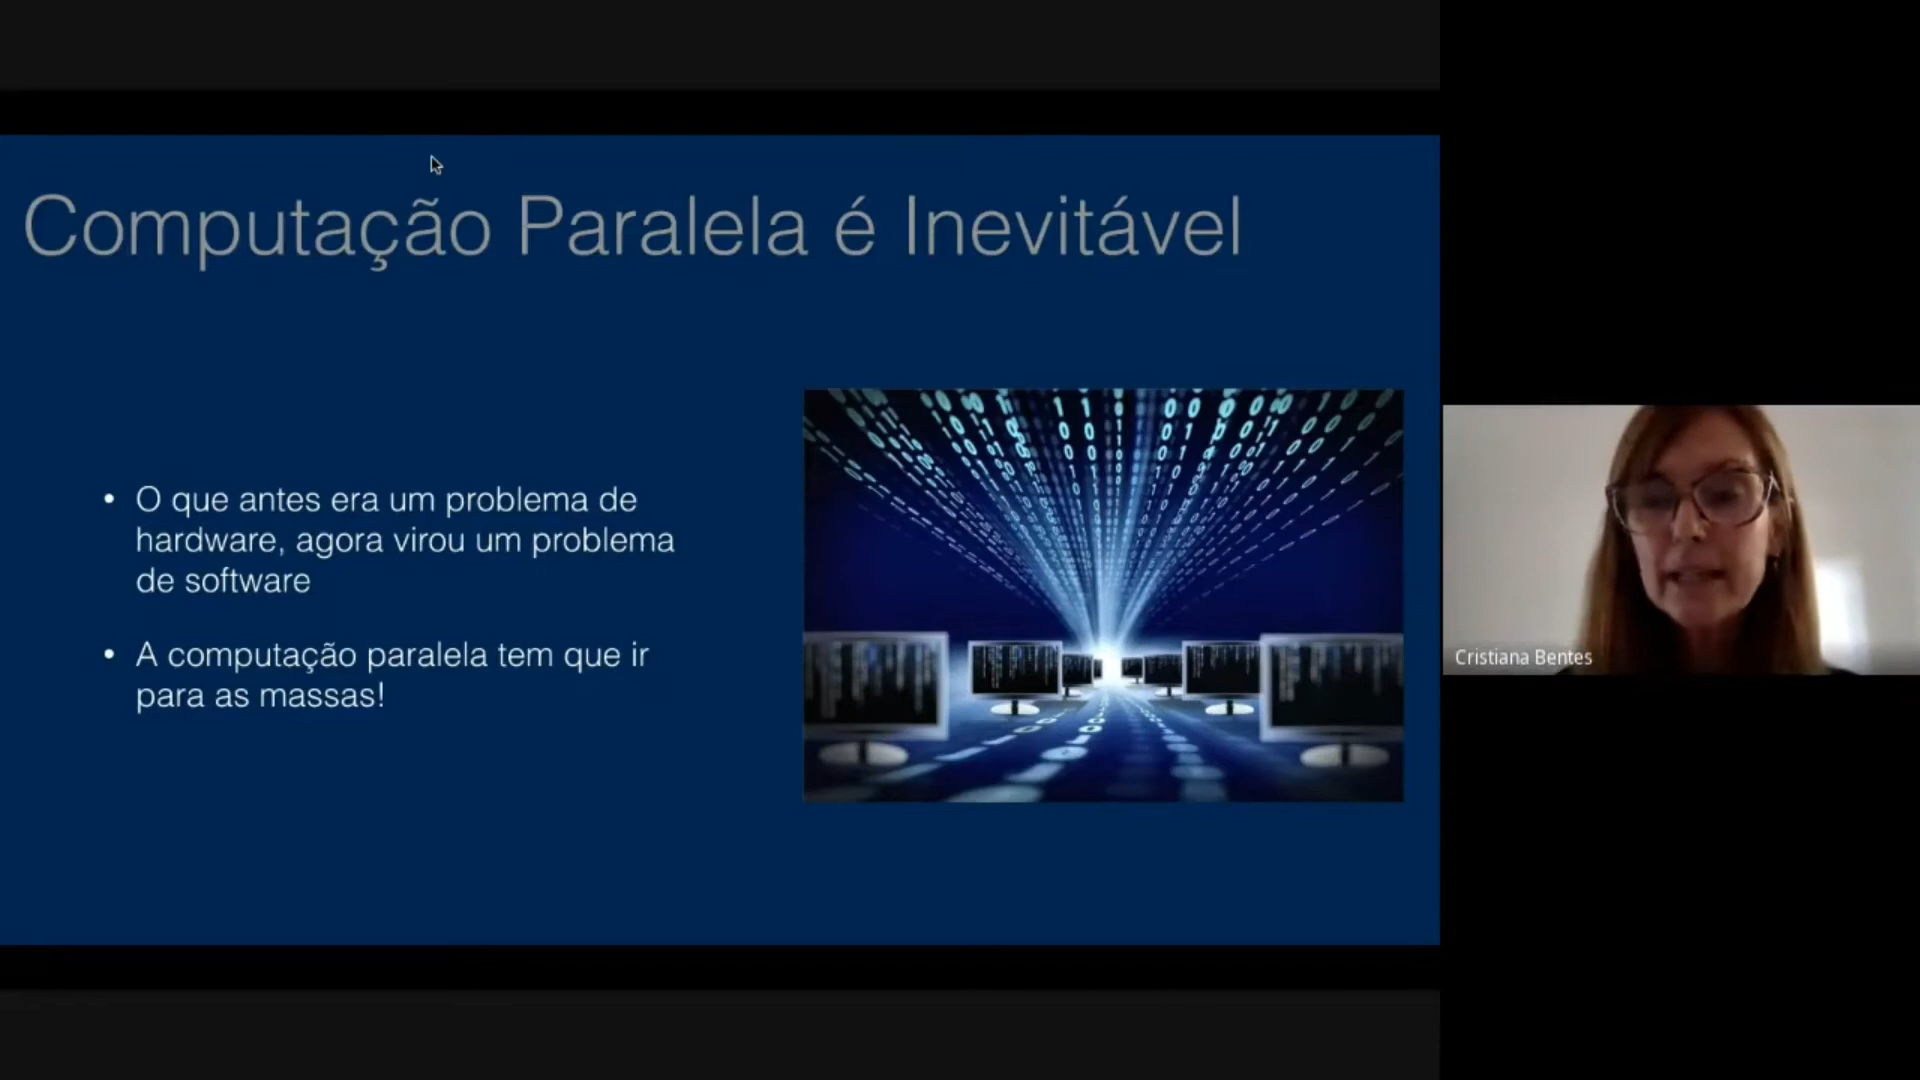 Computação Paralela é Inevitável
• O que antes era um problema de
hardware, agora virou um problema
de software
• A computação paralela tem que ir
para as massas!
Cristiana Bentes